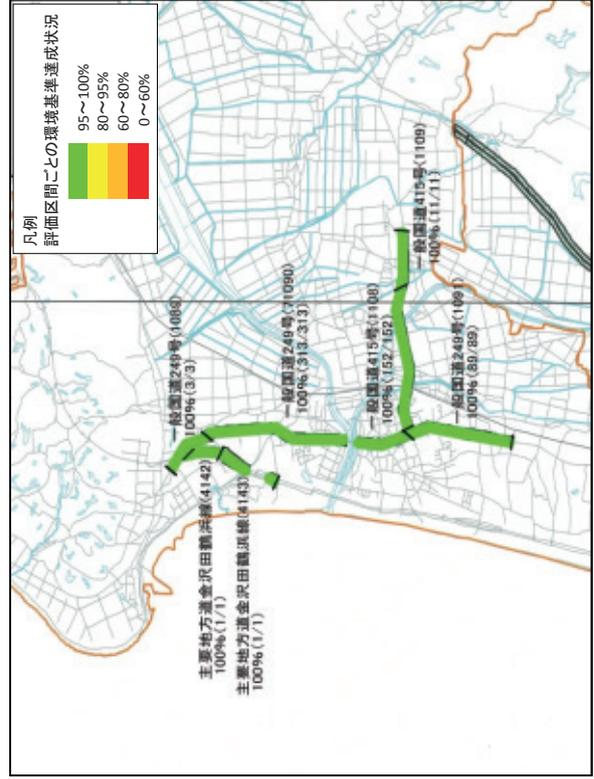 凡例
評価区間ごとの環境基準達成状況
95～100%
80～95%
60～80%
0～60%
一般国道249号(1089)
100%(3/3)
一般国道249号(71090)
100%(313/313)
一般国道415号(1108)
100%(152/152)
一般国道415号(1109)
100%(11/11)
一般国道249号(1091)
100%(89/89)
主要地方道金沢田鶴浜線(4142)
100%(1/1)
主要地方道金沢田鶴浜線(4143)
100%(1/1)